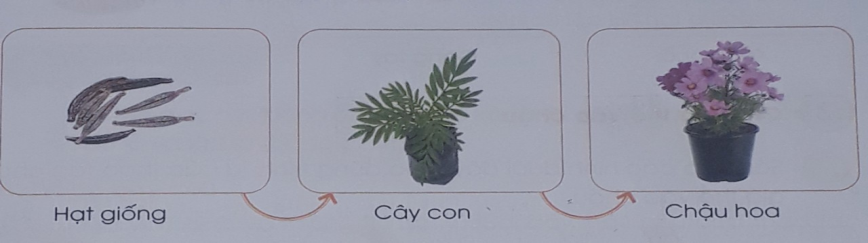 Hạt giống
Cây con
Chậu hoa